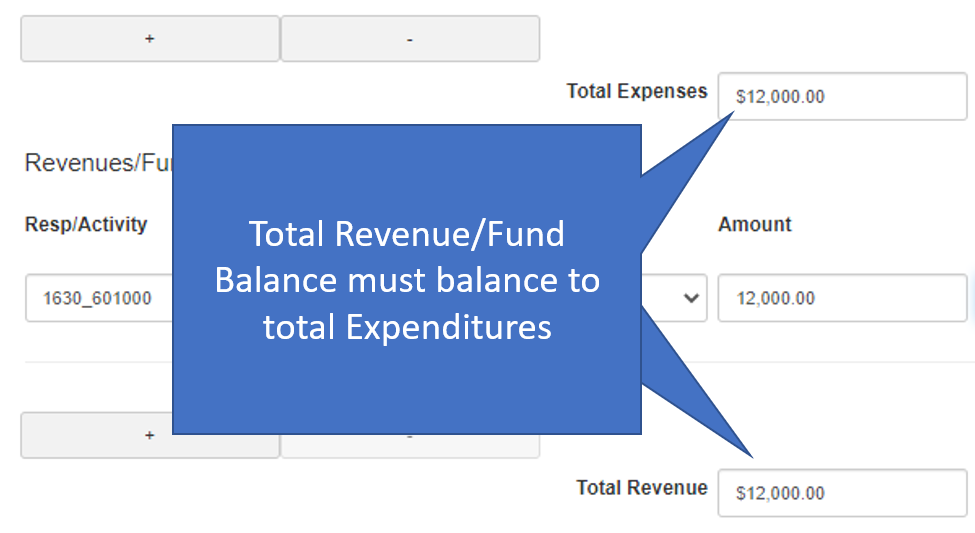 + -
Total Expenses $12,000.00
Revenues/Fu
Resp/Activity Amount
Total Revenue/Fund
Balance must balance to
total Expenditures
1630_601000 12,000.00
+ -
Total Revenue $12,000.00